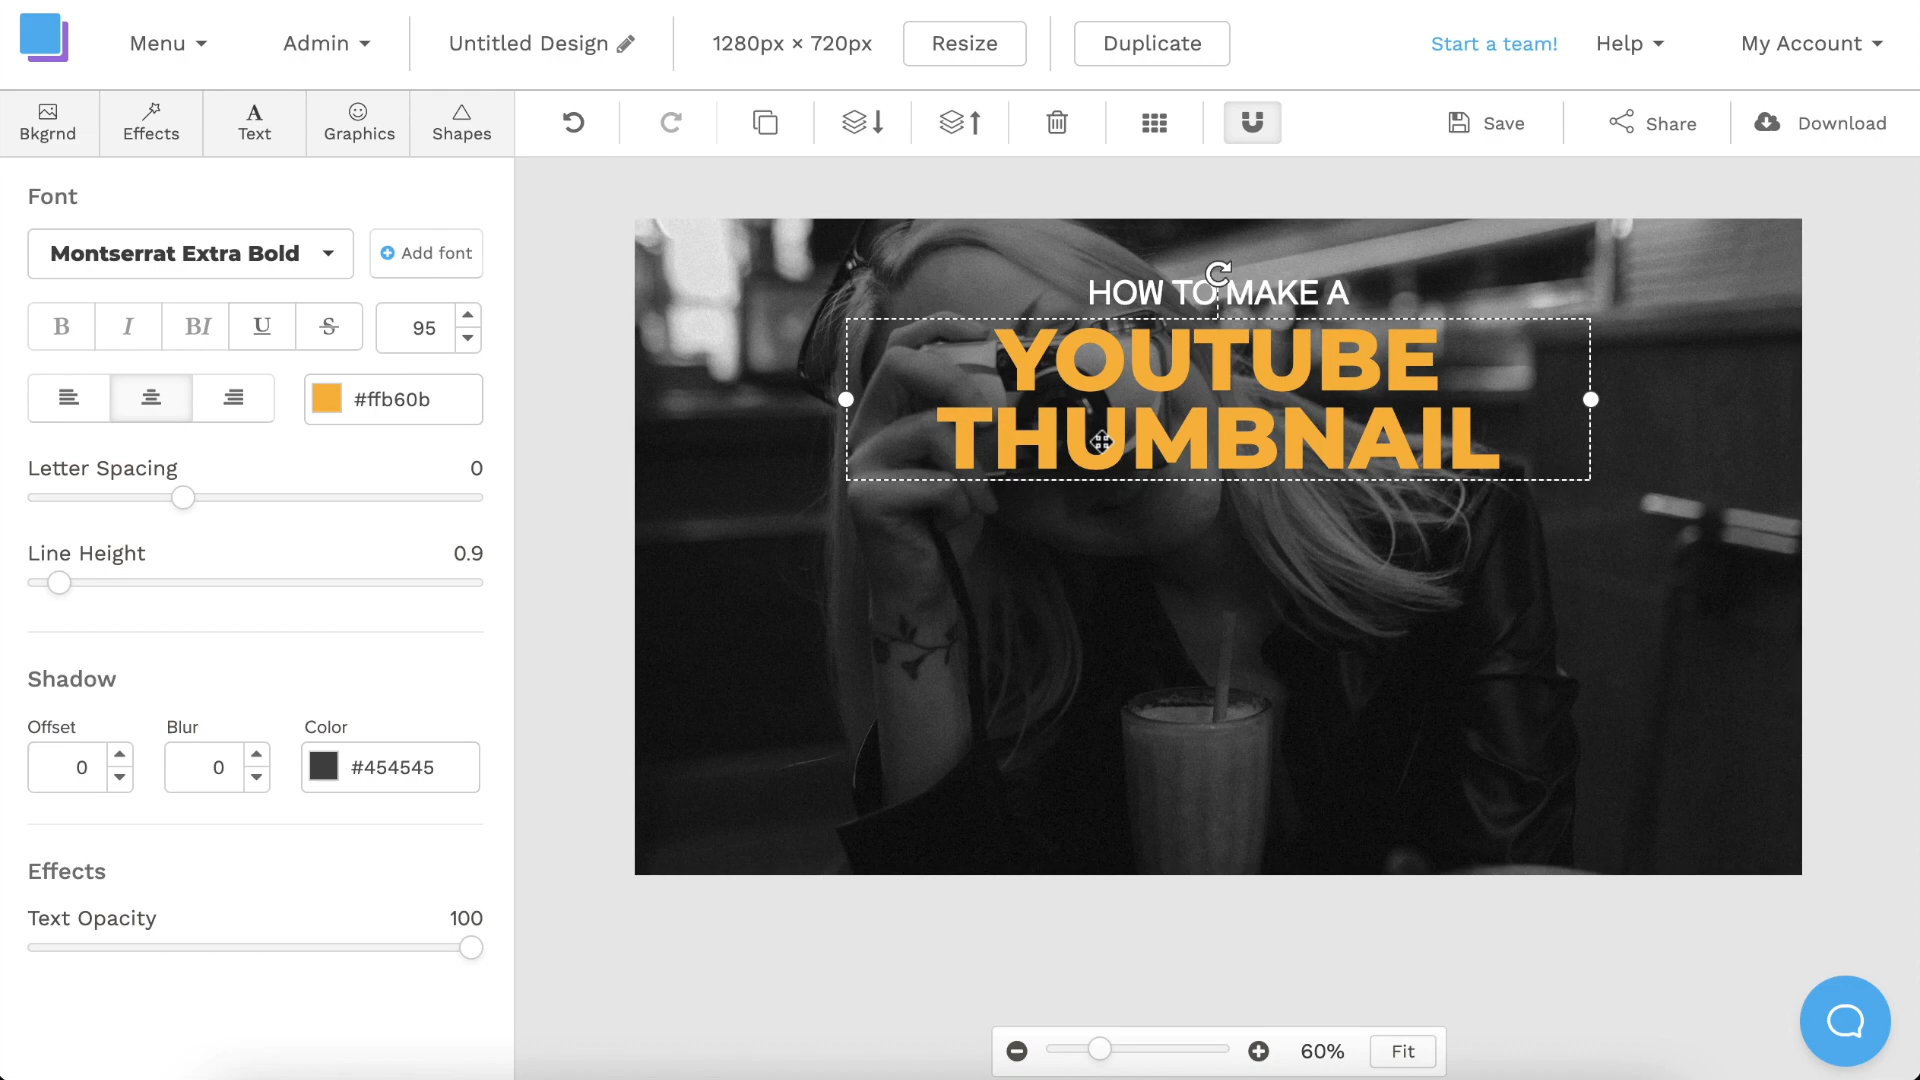 Menu Admin Untitled Design 1280px × 720px Resize Duplicate Start a team! Help My Account
Bkgrnd Effects Text Graphics Shapes Save Share Download
Font
Montserrat Extra Bold Add font
B I BI U S 95
#ffb60b
Letter Spacing 0
Line Height 0.9
Shadow
Offset Blur Color
0 0 #454545
Effects
Text Opacity 100
HOW TO MAKE A
YOUTUBE
THUMBNAIL
60% Fit